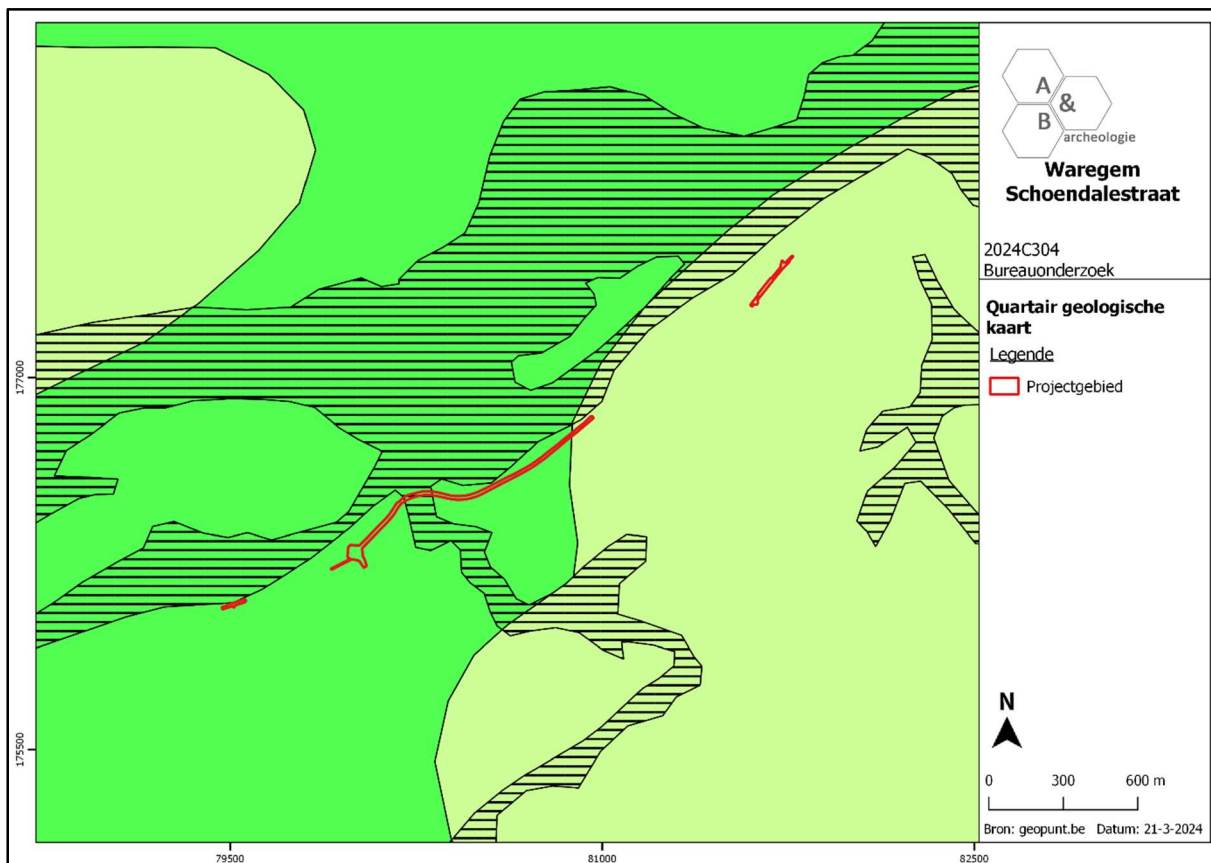 A
&
B
archeologie
Waregem
Schoendalestraat
2024C304
Bureauonderzoek
Quartair geologische
kaart
Legende
Projectgebied
N
0 300 600 m
Bron: geopunt.be Datum: 21-3-2024
177000
175500
79500 81000 82500